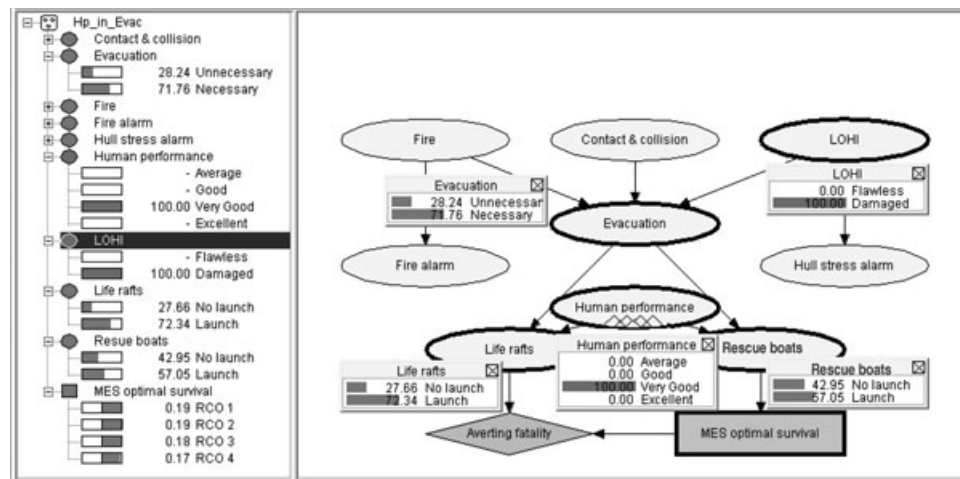 Hp_in_Evac
Contact & collision
Evacuation
28.24 Unnecessary
71.76 Necessary
Fire
Fire alarm
Hull stress alarm
Human performance
- Average
- Good
100.00 Very Good
- Excellent
LOHI
- Flawless
100.00 Damaged
Life rafts
27.66 No launch
72.34 Launch
Resue boats
42.95 No launch
57.05 Launch
MES optimal survival
0.19 RCO 1
0.19 RCO 2
0.18 RCO 3
0.17 RCO 4
Fire
Contact & collision
LOHI
Evacuation
28.24 Unnecessar
71.76 Necessary
LOHI
0.00 Flawless
100.00 Damaged
Evacuation
Fire alarm
Hull stress alarm
Human performance
Life rafts
Rescue boats
Human performance
0.00 Average
0.00 Good
100.00 Very Good
0.00 Excellent
Life rafts
27.66 No launch
72.34 Launch
Rescue boats
42.95 No launch
57.05 Launch
Averting fatality
MES optimal survival